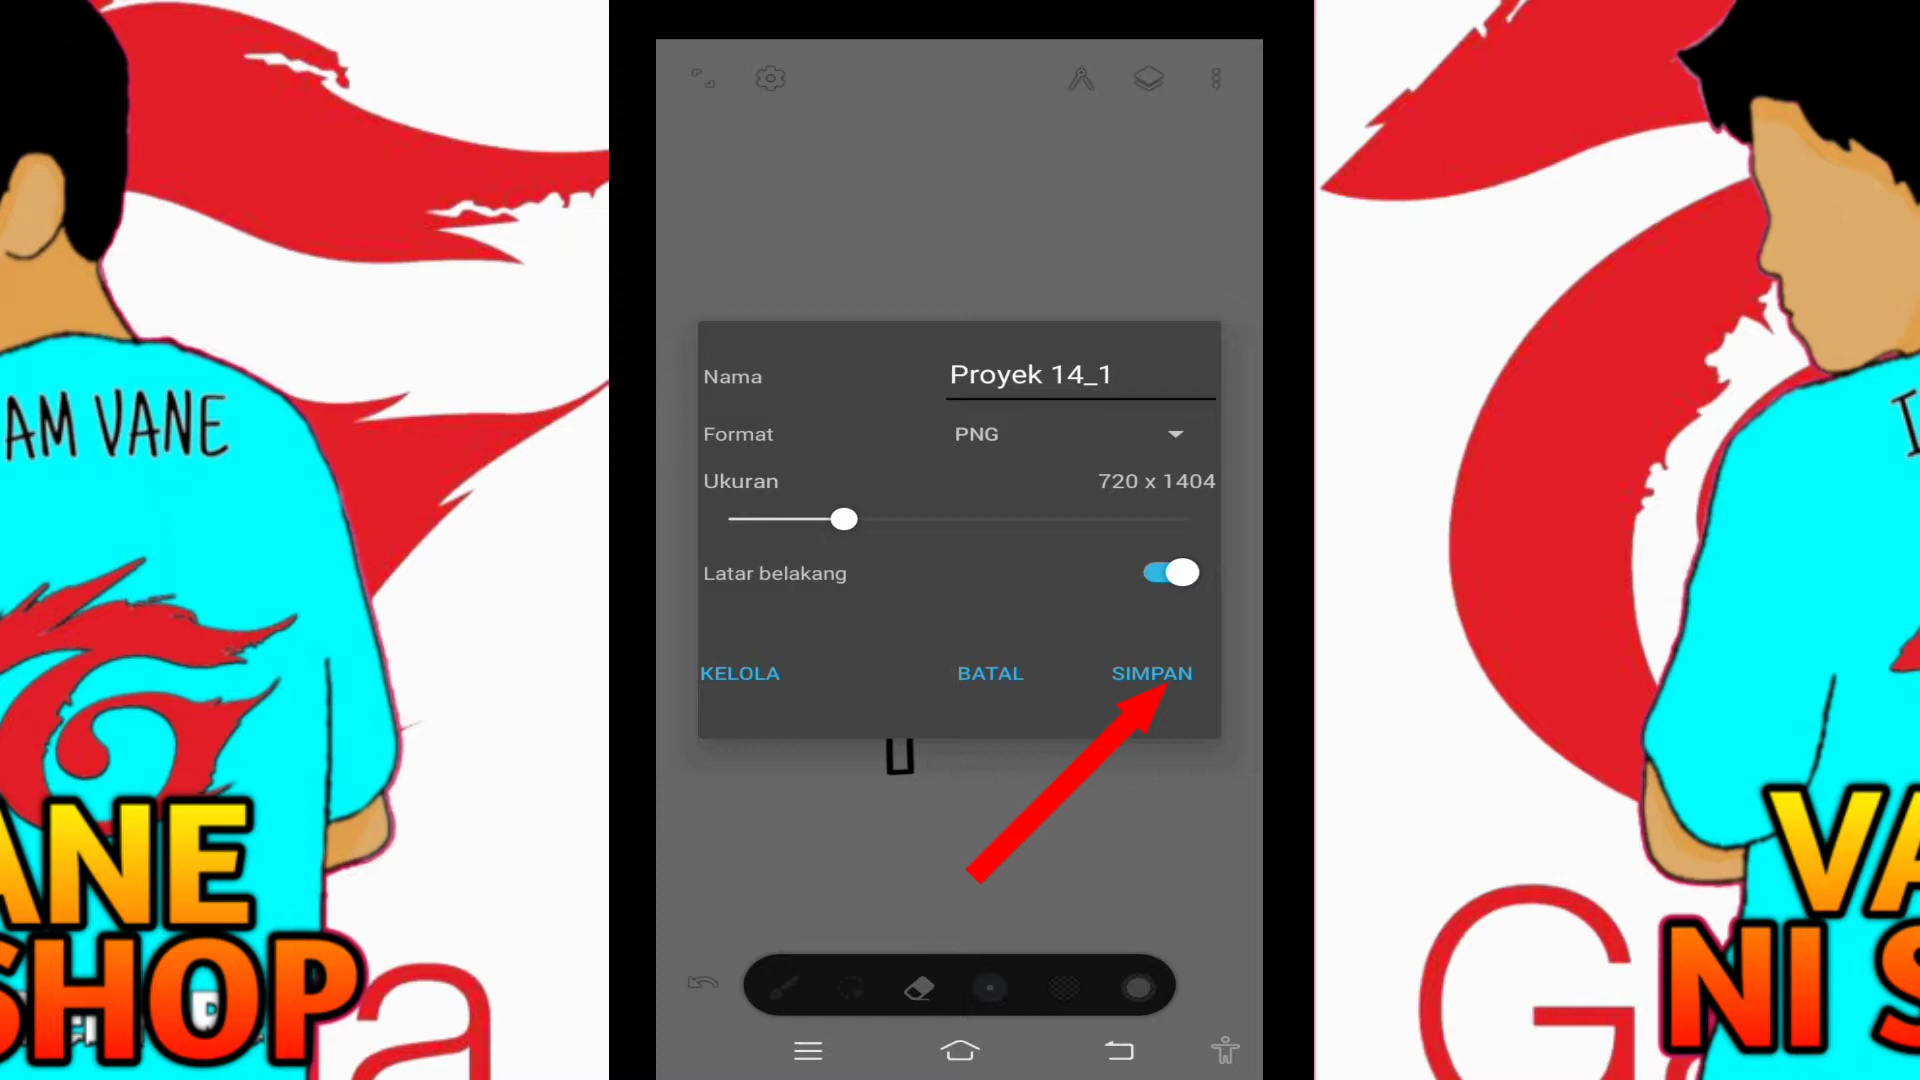 AM VANE
ANE
SHOP
a
Nama Proyek 14_1
Format PNG
Ukuran 720 x 1404
Latar belakang
KELOLA BATAL SIMPAN
I
VA
NI S
G